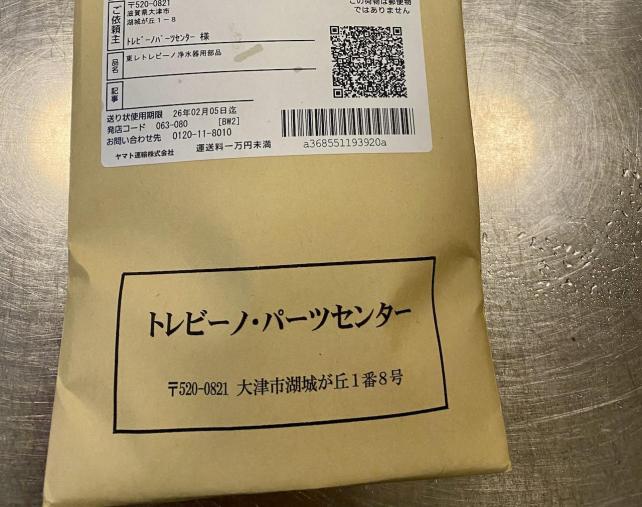 ご依頼主
〒520-0821
滋賀県大津市
湖城が丘1-8
トレビーノパーツセンター 様
この荷物は郵便物
ではありません
品名
東レトレビーノ浄水器用部品
記事
送り状使用期限 26年02月05日迄
発店コード 063-080 [BW2]
お問い合わせ先 0120-11-8010
ヤマト運輸株式会社 運送料一万円未満
a368551193920a
トレビーノ・パーツセンター
〒520-0821 大津市湖城が丘1番8号